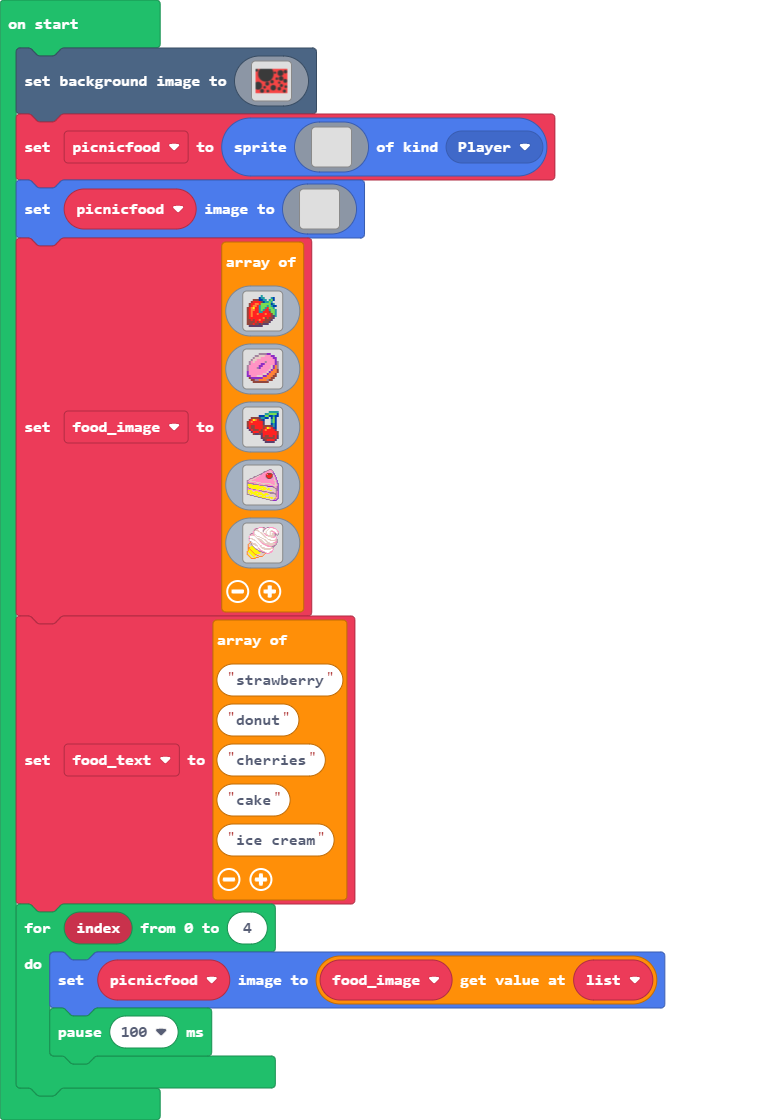 on start
set background image to
set picnicfood to sprite of kind Player
set picnicfood image to
array of
set food_image to
array of
"strawberry"
"donut"
set food_text to "cherries"
"cake"
"ice cream"
for index from 0 to 4
do
set picnicfood image to food_image get value at list
pause 100 ms